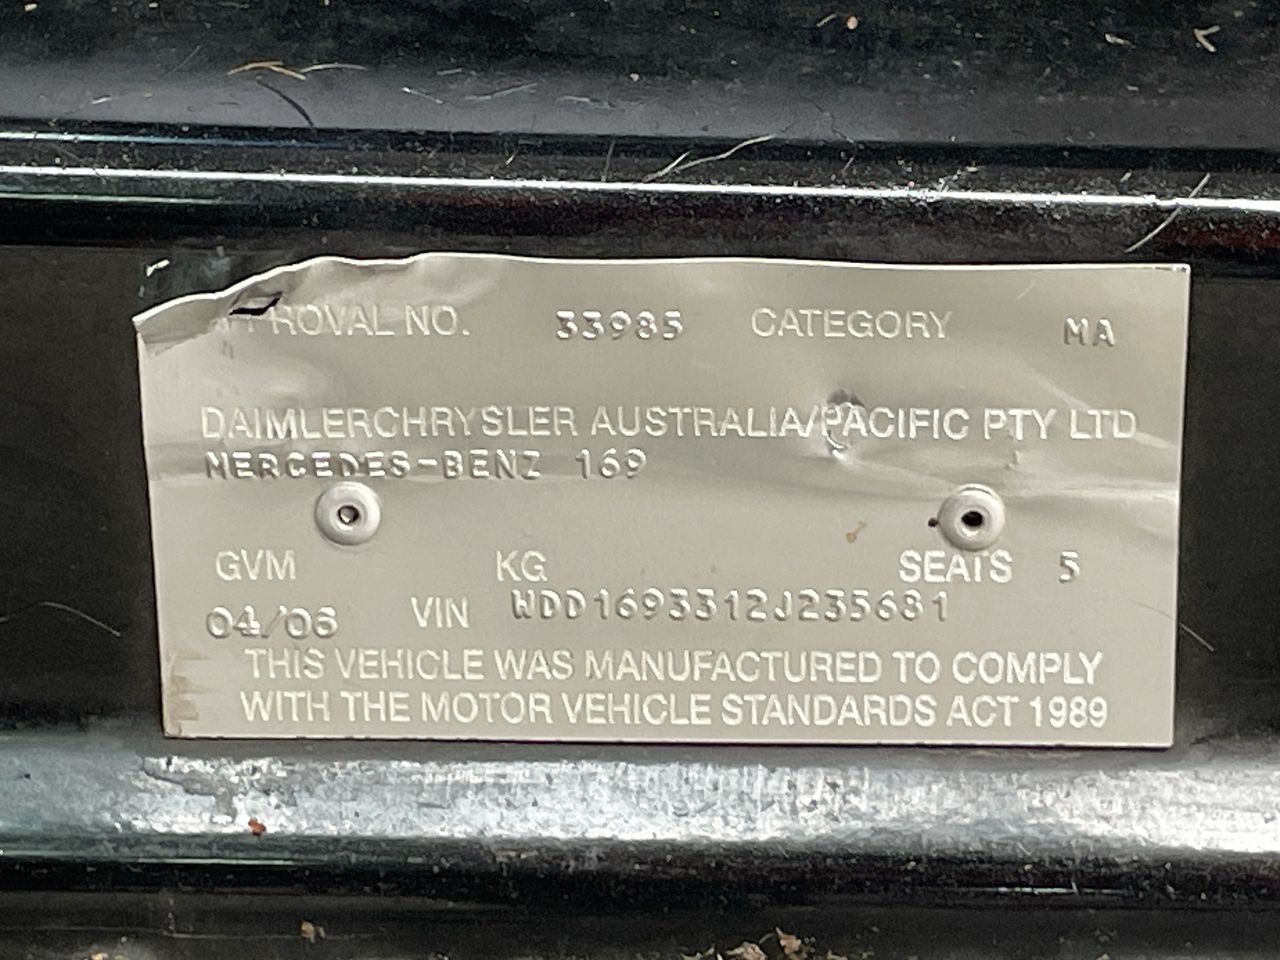 APPROVAL NO. 33985 CATEGORY MA
DAIMLERCHRYSLER AUSTRALIA/PACIFIC PTY LTD
MERCEDES-BENZ 169
GVM KG SEATS 5
04/06 VIN WDD1693312J235681
THIS VEHICLE WAS MANUFACTURED TO COMPLY
WITH THE MOTOR VEHICLE STANDARDS ACT 1989